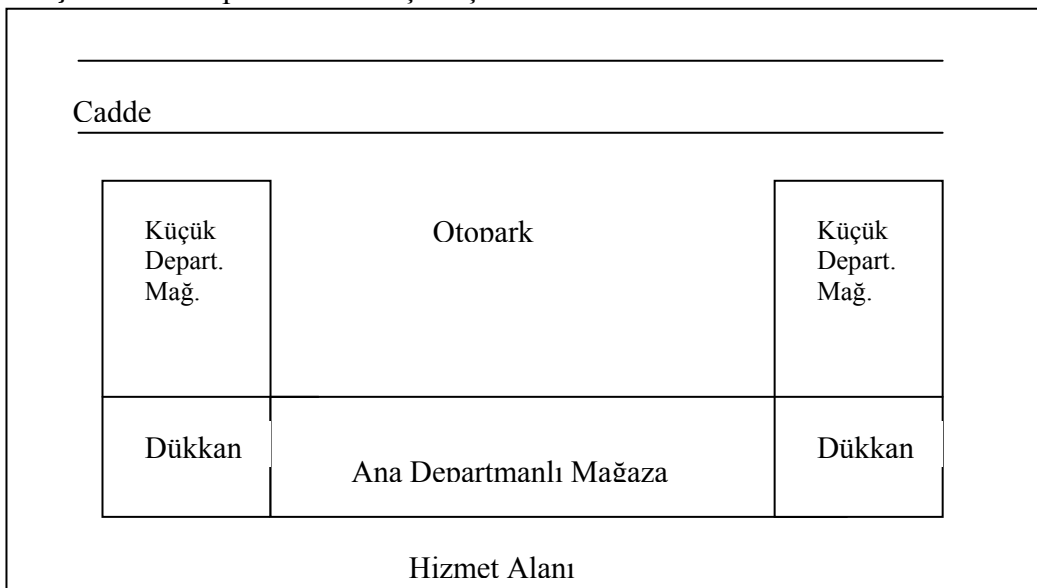 Cadde
Küçük
Depart.
Mağ.
Otopark
Küçük
Depart.
Mağ.
Dükkan
Ana Departmanlı Mağaza
Dükkan
Hizmet Alanı